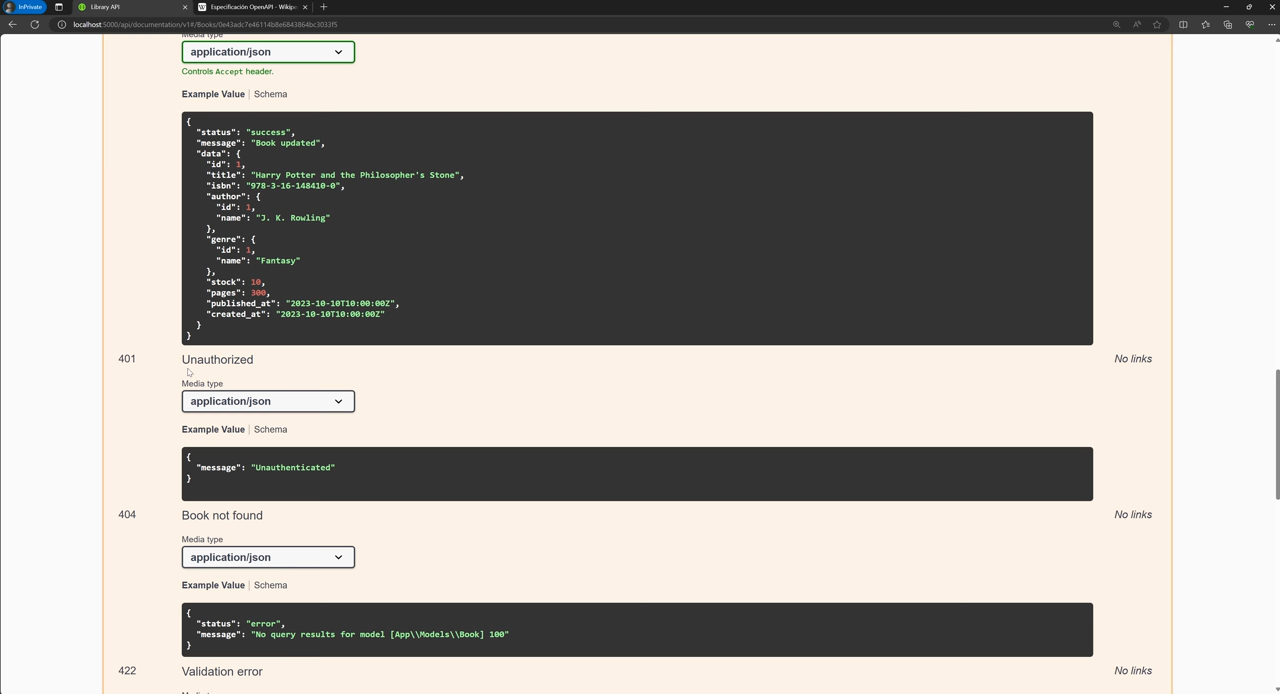 InPrivate
Library API
Especificación OpenAPI - Wikipe
localhost:5000/api/documentation/v1#/Books/0e43adc7e46114b8e6843864bc3033f5
Media type
application/json
Controls Accept header.
Example Value | Schema
{
"status": "success",
"message": "Book updated",
"data": {
"id": 1,
"title": "Harry Potter and the Philosopher's Stone",
"isbn": "978-3-16-148410-0",
"author": {
"id": 1,
"name": "J. K. Rowling"
},
"genre": {
"id": 1,
"name": "Fantasy"
},
"stock": 10,
"pages": 300,
"published_at": "2023-10-10T10:00:00Z",
"created_at": "2023-10-10T10:00:00Z"
}
}
401 Unauthorized No links
Media type
application/json
Example Value | Schema
{
"message": "Unauthenticated"
}
404 Book not found No links
Media type
application/json
Example Value | Schema
{
"status": "error",
"message": "No query results for model [App\\Models\\Book] 100"
}
422 Validation error No links
Media type